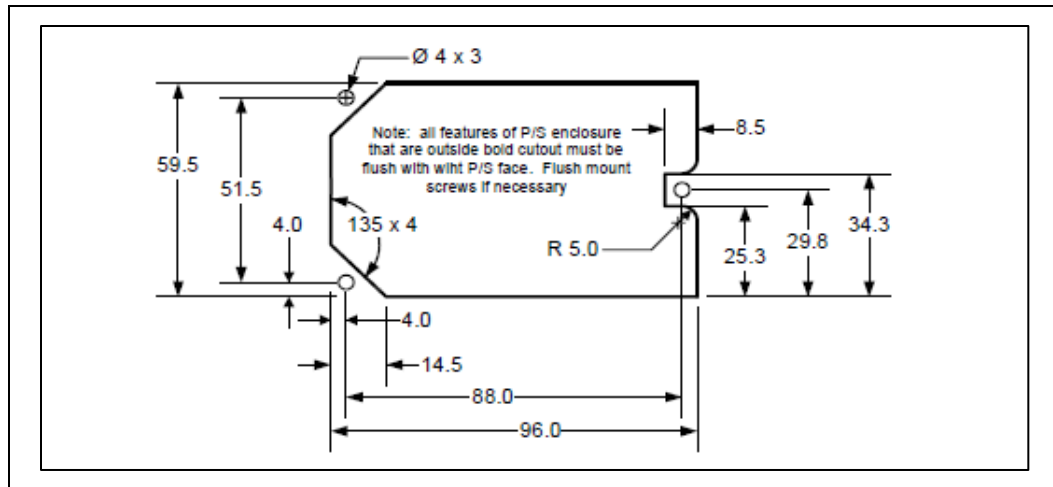 Ø 4 x 3
Note: all features of P/S enclosure
that are outside bold cutout must be
flush with wiht P/S face. Flush mount
screws if necessary
8.5
59.5
51.5
4.0
135 x 4
R 5.0
25.3
29.8
34.3
4.0
14.5
88.0
96.0